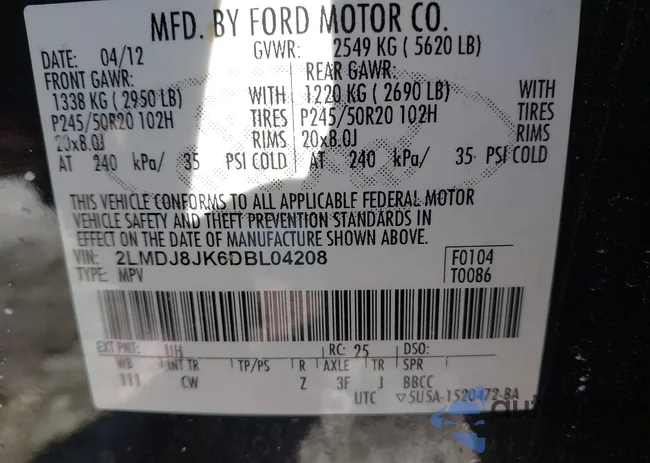 MFD. BY FORD MOTOR CO.
DATE: 04/12 GVWR: 2549 KG ( 5620 LB)
FRONT GAWR: REAR GAWR:
1338 KG ( 2950 LB) WITH 1220 KG ( 2690 LB) WITH
P245/50R20 102H TIRES P245/50R20 102H TIRES
20x8.0J RIMS 20x8.0J RIMS
AT 240 kPa/ 35 PSI COLD AT 240 kPa/ 35 PSI COLD
THIS VEHICLE CONFORMS TO ALL APPLICABLE FEDERAL MOTOR
VEHICLE SAFETY AND THEFT PREVENTION STANDARDS IN
EFFECT ON THE DATE OF MANUFACTURE SHOWN ABOVE.
VIN: 2LMDJ8JK6DBL04208 F0104
TYPE: MPV T0086
EXT PNT: UH RC: 25 DSO:
WB INT TR TP/PS R AXLE TR SPR
111 CW Z 3F J BBCC
UTC ▽5U5A-1520472-BA